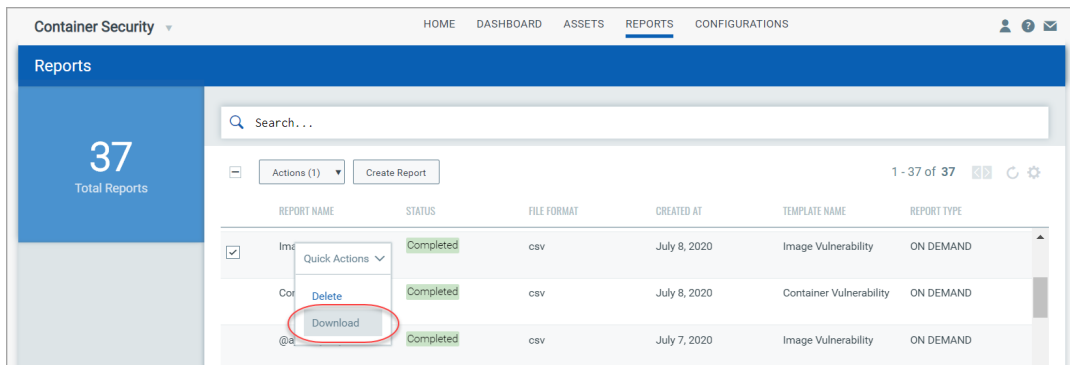 Container Security HOME DASHBOARD ASSETS REPORTS CONFIGURATIONS
Reports
37
Total Reports
Search...
Actions (1) Create Report 1 - 37 of 37
REPORT NAME STATUS FILE FORMAT CREATED AT TEMPLATE NAME REPORT TYPE
Completed csv July 8, 2020 Image Vulnerability ON DEMAND
Quick Actions
Delete
Download
Completed csv July 8, 2020 Container Vulnerability ON DEMAND
Completed csv July 7, 2020 Image Vulnerability ON DEMAND